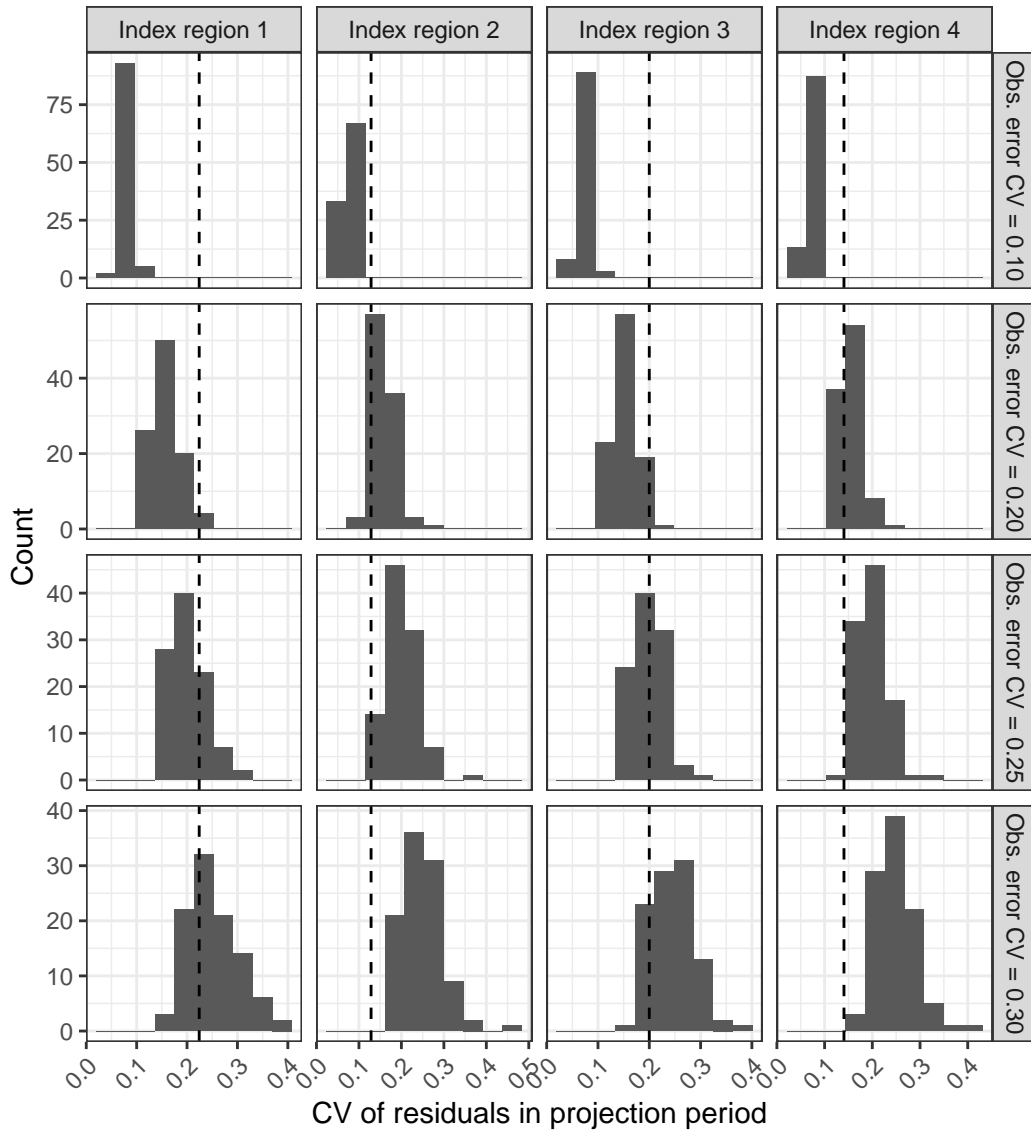 Index region 1
Index region 2
Index region 3
Index region 4
75
50
25
0
Obs. error CV = 0.10
40
20
0
Obs. error CV = 0.20
40
30
20
10
0
Obs. error CV = 0.25
40
30
20
10
0
Obs. error CV = 0.30
Count
0.0 0.1 0.2 0.3 0.4
0.0 0.1 0.2 0.3 0.4 0.5
0.0 0.1 0.2 0.3 0.4
0.0 0.1 0.2 0.3 0.4
CV of residuals in projection period